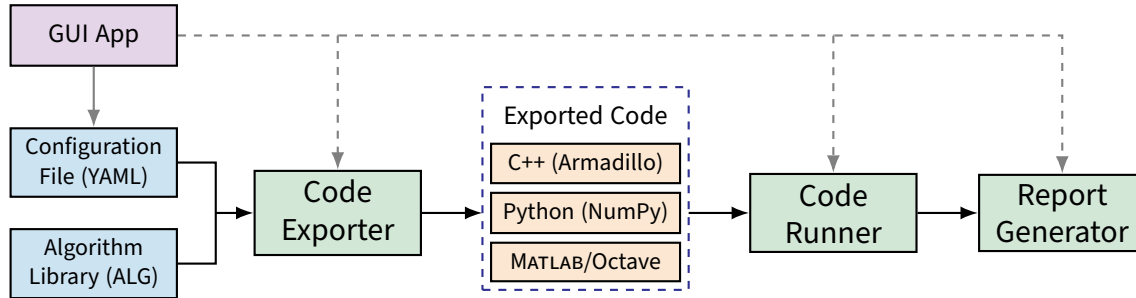 GUI App
Configuration
File (YAML)
Algorithm
Library (ALG)
Code
Exporter
Exported Code
C++ (Armadillo)
Python (NumPy)
MATLAB/Octave
Code
Runner
Report
Generator